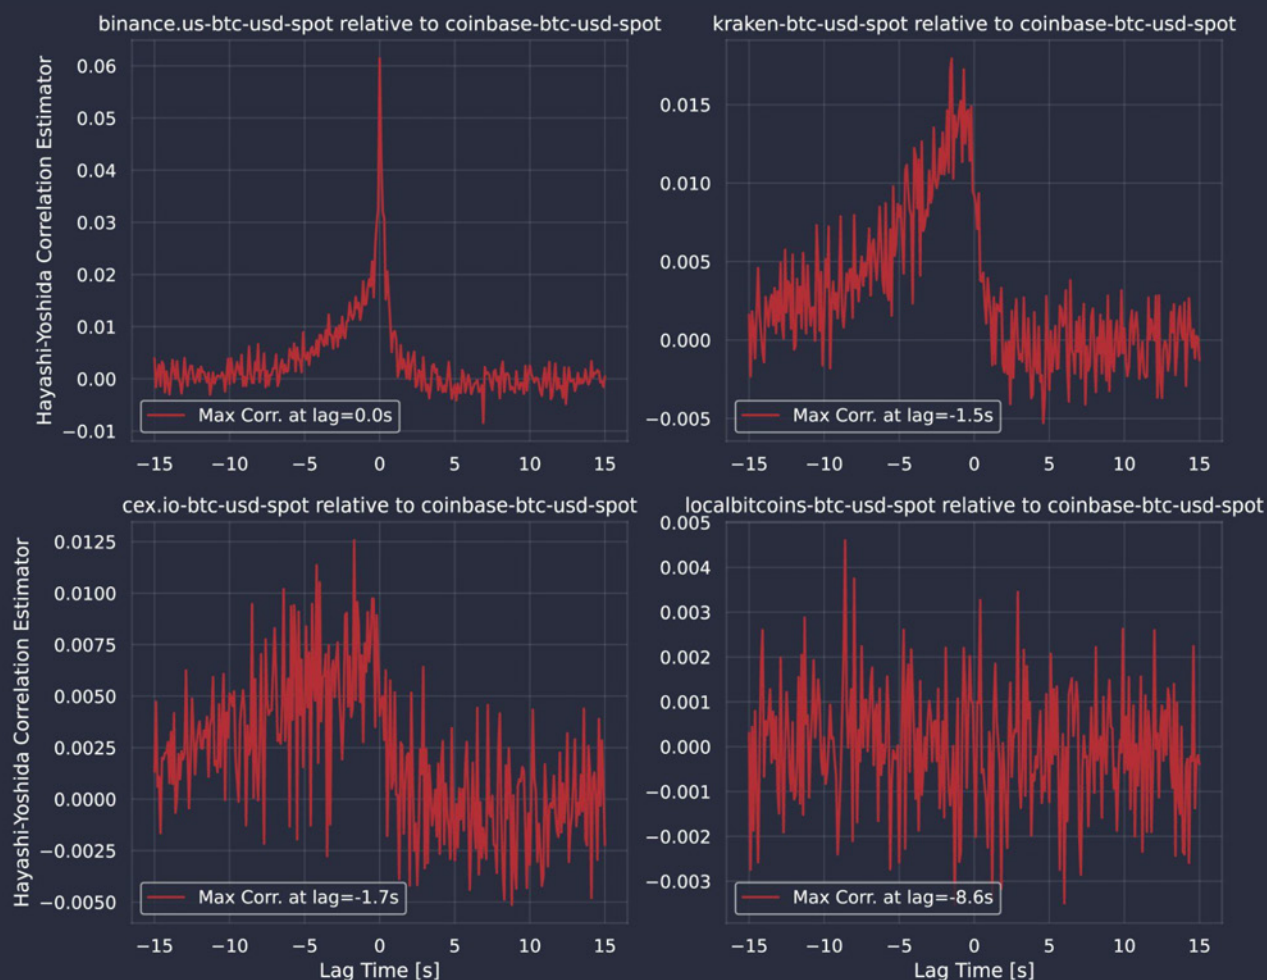 binance.us-btc-usd-spot relative to coinbase-btc-usd-spot
Hayashi-Yoshida Correlation Estimator
0.06
0.05
0.04
0.03
0.02
0.01
0.00
−0.01
Max Corr. at lag=0.0s
−15 −10 −5 0 5 10 15
kraken-btc-usd-spot relative to coinbase-btc-usd-spot
0.015
0.010
0.005
0.000
−0.005
Max Corr. at lag=-1.5s
−15 −10 −5 0 5 10 15
cex.io-btc-usd-spot relative to coinbase-btc-usd-spot
Hayashi-Yoshida Correlation Estimator
0.0125
0.0100
0.0075
0.0050
0.0025
0.0000
−0.0025
−0.0050
Max Corr. at lag=-1.7s
−15 −10 −5 0 5 10 15
Lag Time [s]
localbitcoins-btc-usd-spot relative to coinbase-btc-usd-spot
0.005
0.004
0.003
0.002
0.001
0.000
−0.001
−0.002
−0.003
Max Corr. at lag=-8.6s
−15 −10 −5 0 5 10 15
Lag Time [s]